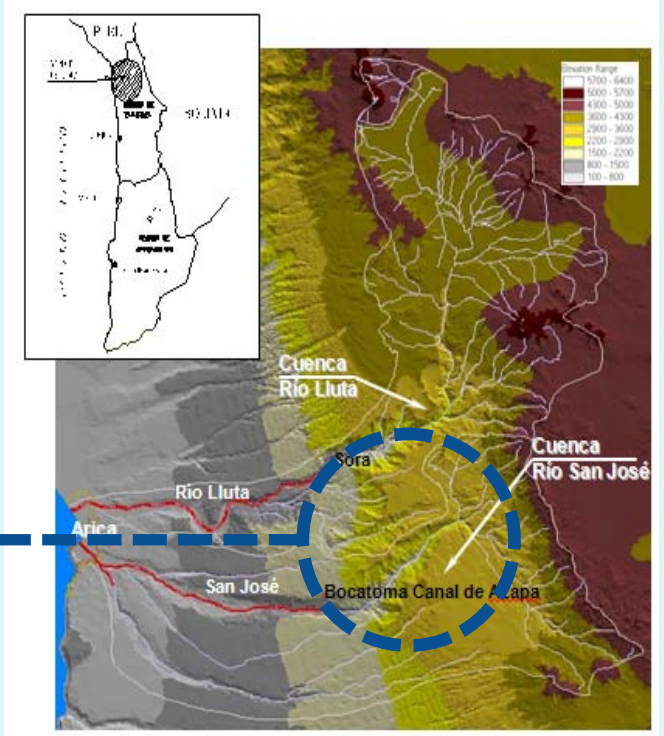 PERU
BOLIVIA
Elevation Range
5700 - 6400
5000 - 5700
4300 - 5000
3600 - 4300
2900 - 3600
2200 - 2900
1500 - 2200
800 - 1500
100 - 800
Cuenca
Río Lluta
Sora
Cuenca
Río San José
Río Lluta
Arica
San José
Bocatoma Canal de Azapa